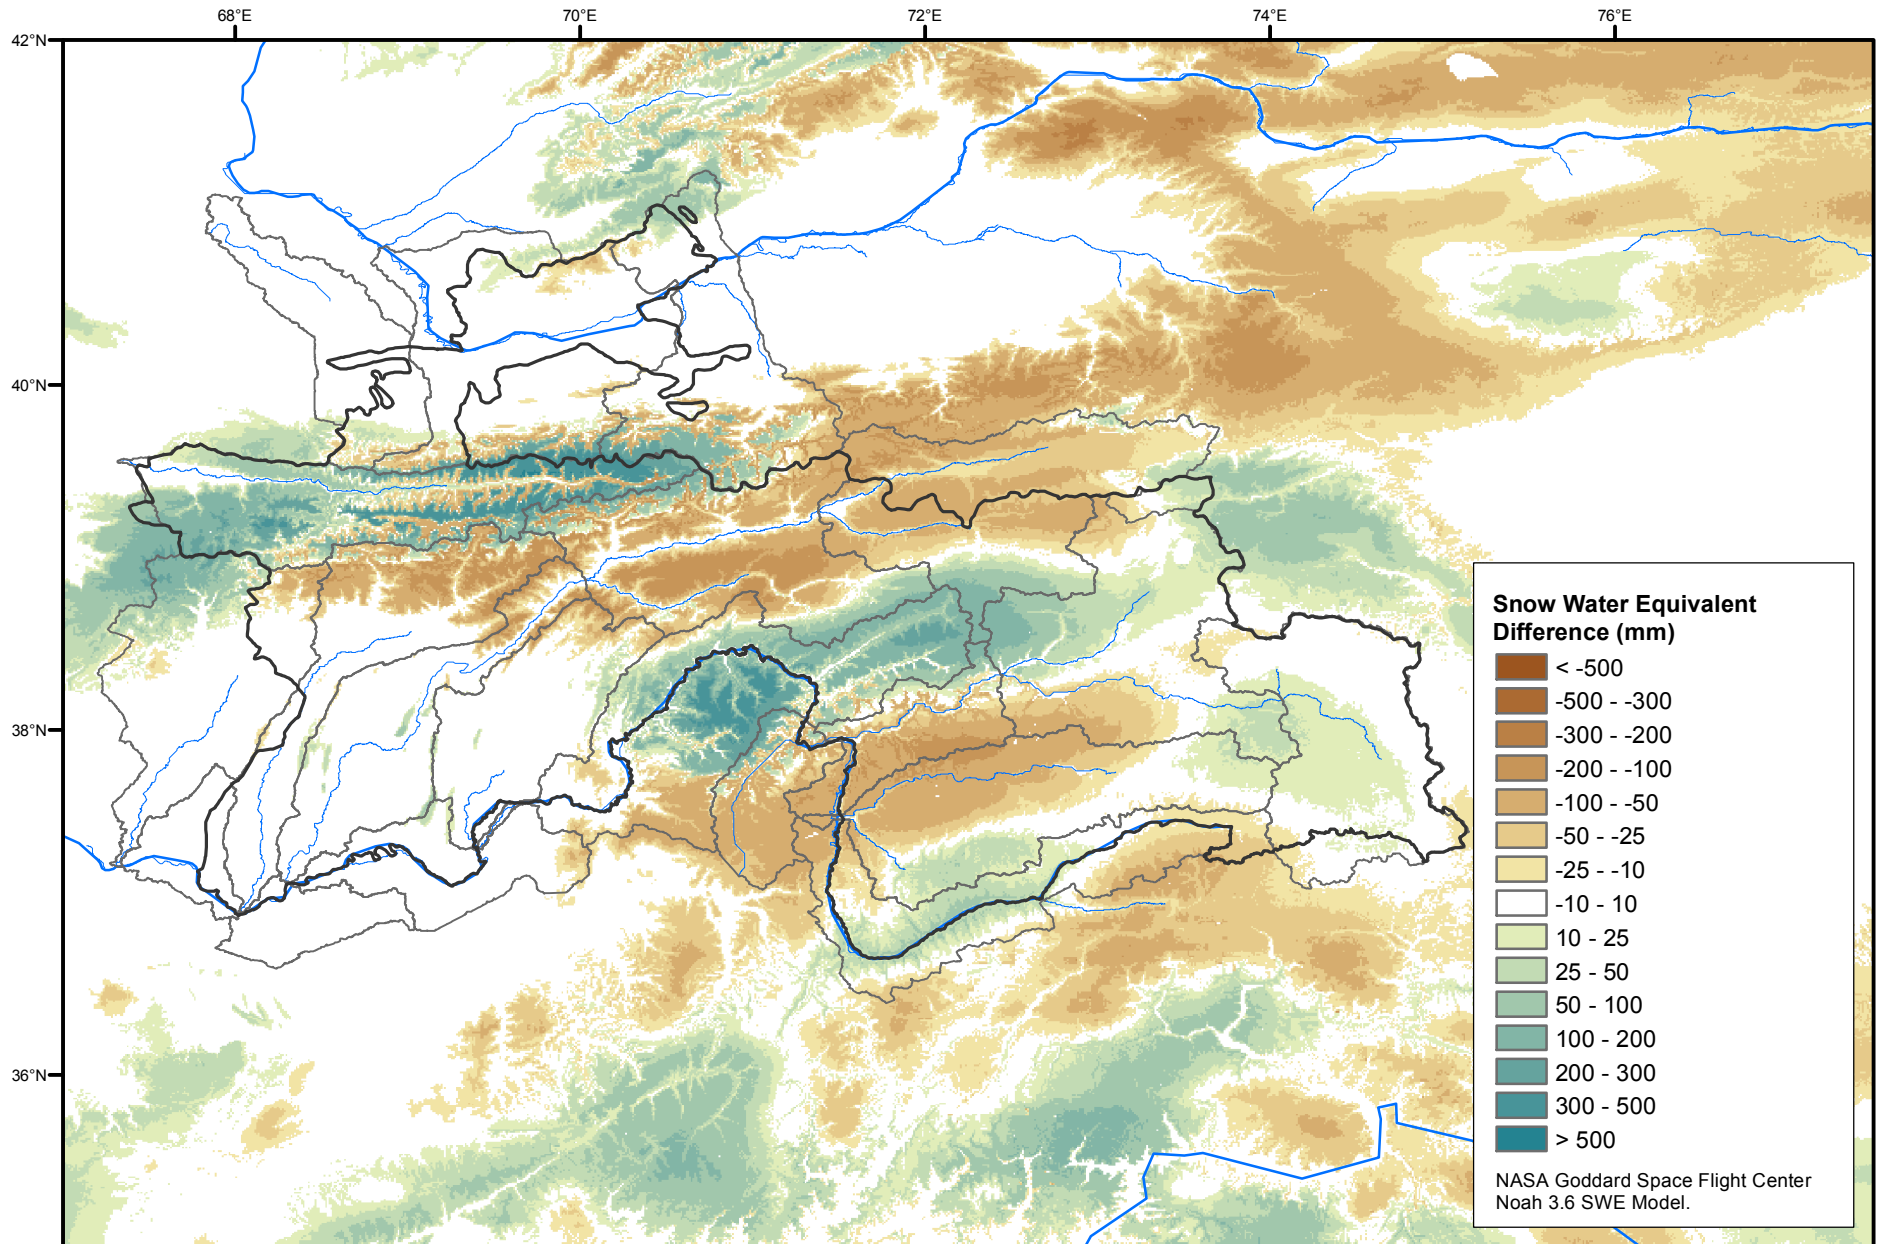 68°E 70°E 72°E 74°E 76°E
42°N
40°N
38°N
36°N
Snow Water Equivalent
Difference (mm)
< -500
-500 - -300
-300 - -200
-200 - -100
-100 - -50
-50 - -25
-25 - -10
-10 - 10
10 - 25
25 - 50
50 - 100
100 - 200
200 - 300
300 - 500
> 500
NASA Goddard Space Flight Center
Noah 3.6 SWE Model.